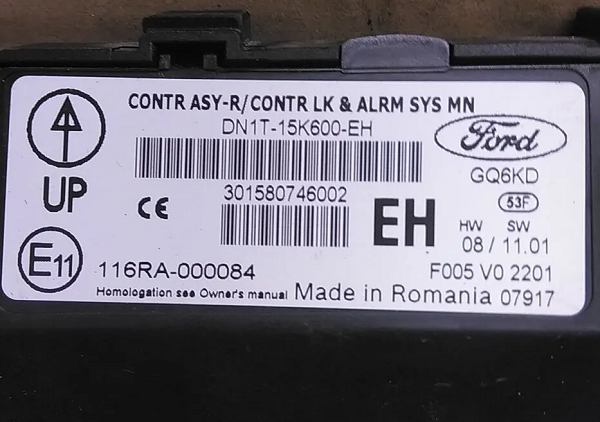 CONTR ASY-R/CONTR LK & ALRM SYS MN
DN1T-15K600-EH
Ford
UP
GQ6KD
301580746002
53F
CE
EH
HW SW
08 / 11.01
E11
116RA-000084
F005 V0 2201
Homologation see Owner's manual Made in Romania 07917